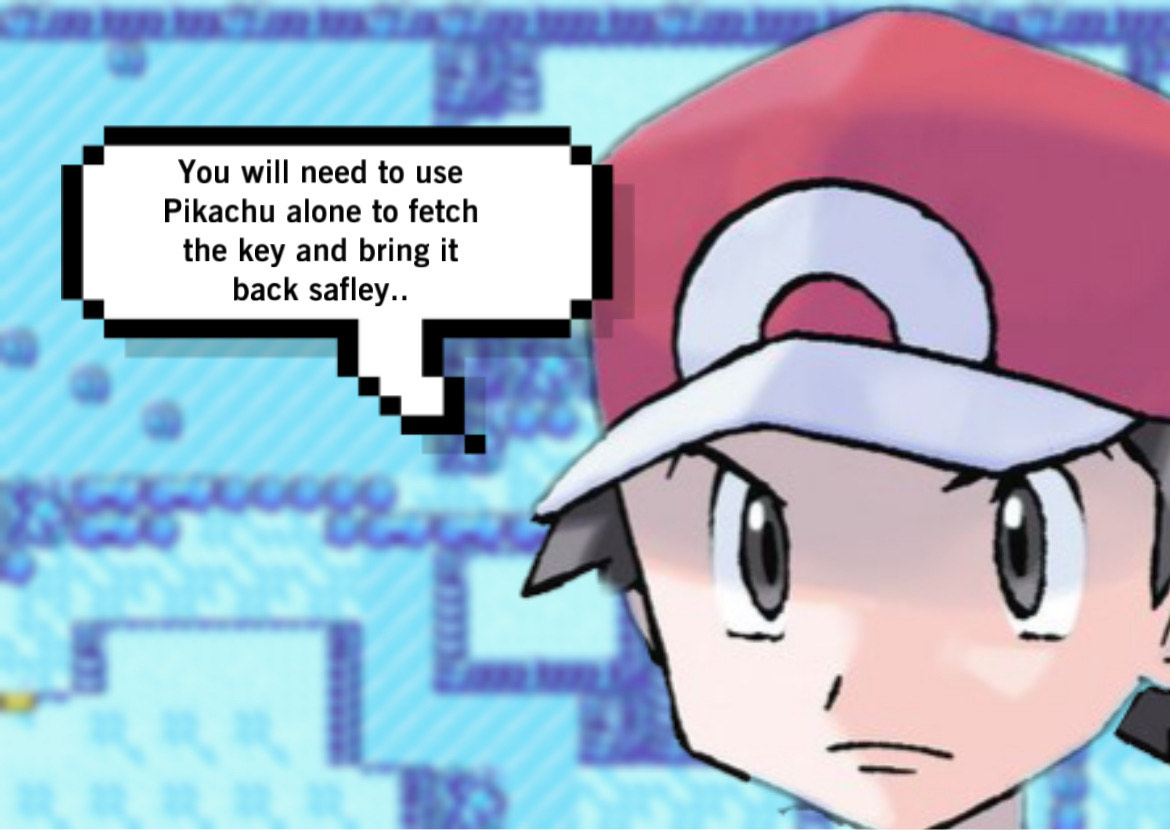 You will need to use
Pikachu alone to fetch
the key and bring it
back safley..